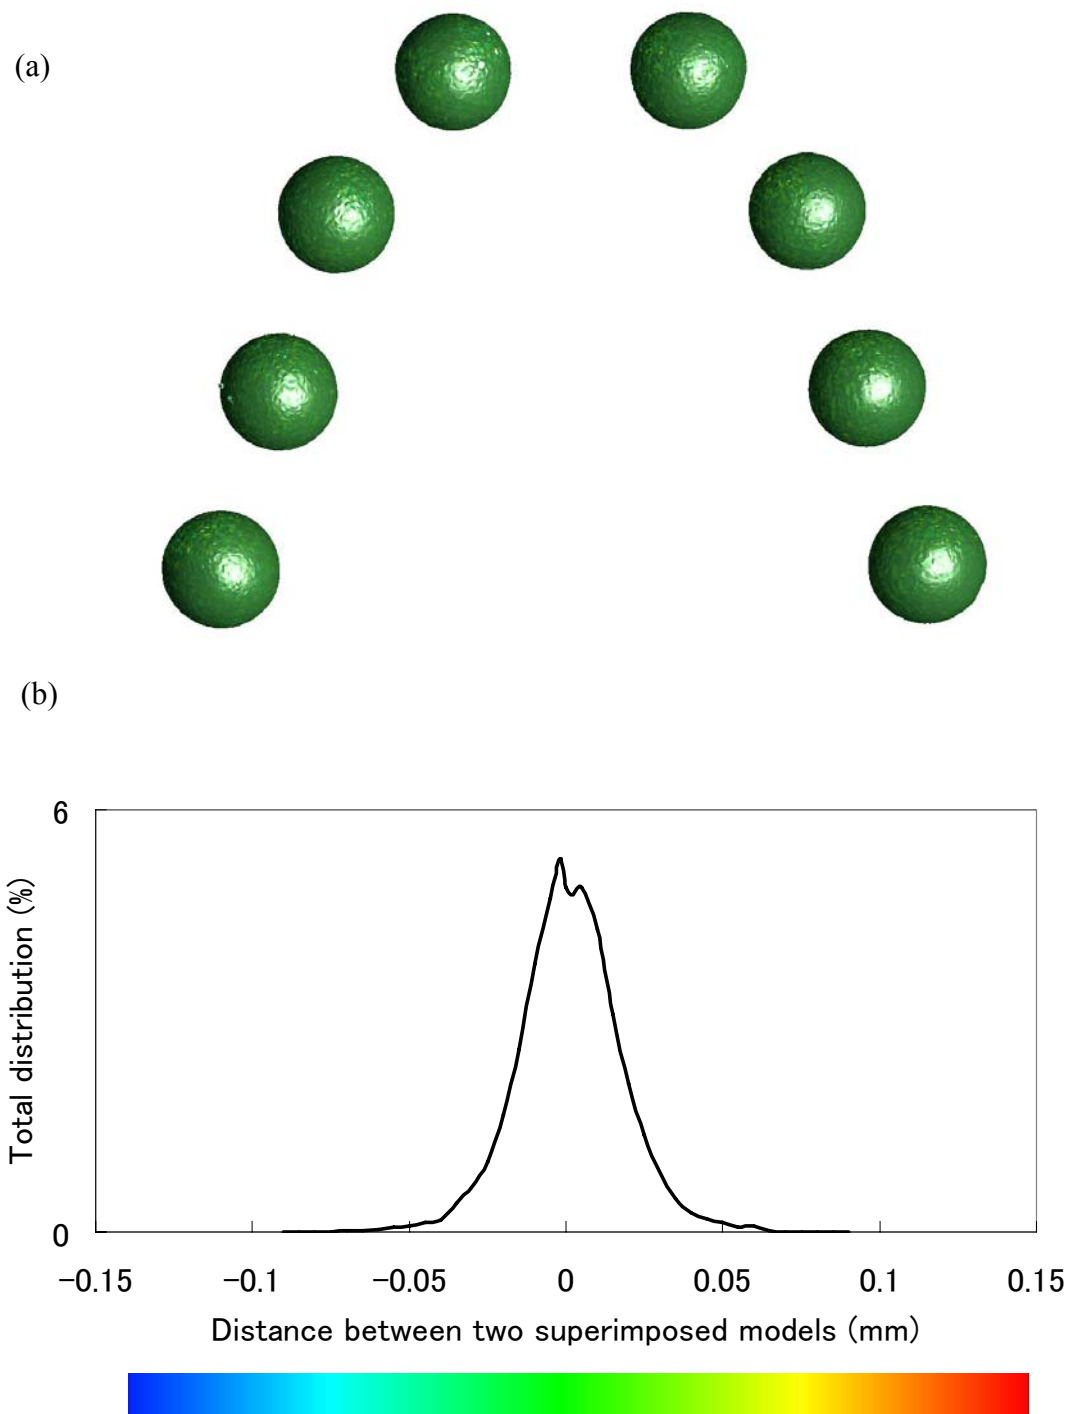 (a)
(b)
6
Total distribution (%)
0
−0.15 −0.1 −0.05 0 0.05 0.1 0.15
Distance between two superimposed models (mm)